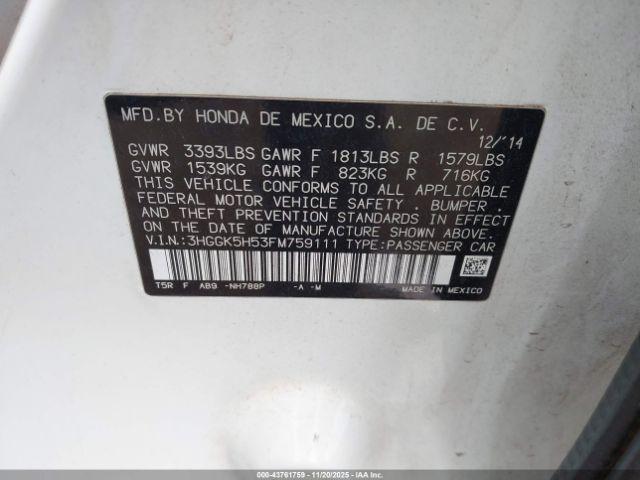 MFD.BY HONDA DE MEXICO S.A. DE C.V.
12/'14
GVWR 3393LBS GAWR F 1813LBS R 1579LBS
GVWR 1539KG GAWR F 823KG R 716KG
THIS VEHICLE CONFORMS TO ALL APPLICABLE
FEDERAL MOTOR VEHICLE SAFETY . BUMPER .
AND THEFT PREVENTION STANDARDS IN EFFECT
ON THE DATE OF MANUFACTURE SHOWN ABOVE .
V.I.N.:3HGGK5H53FM759111 TYPE:PASSENGER CAR
T5R F AB9 -NH788P -A -M MADE IN MEXICO
000-43761759 - 11/20/2025 - IAA Inc.